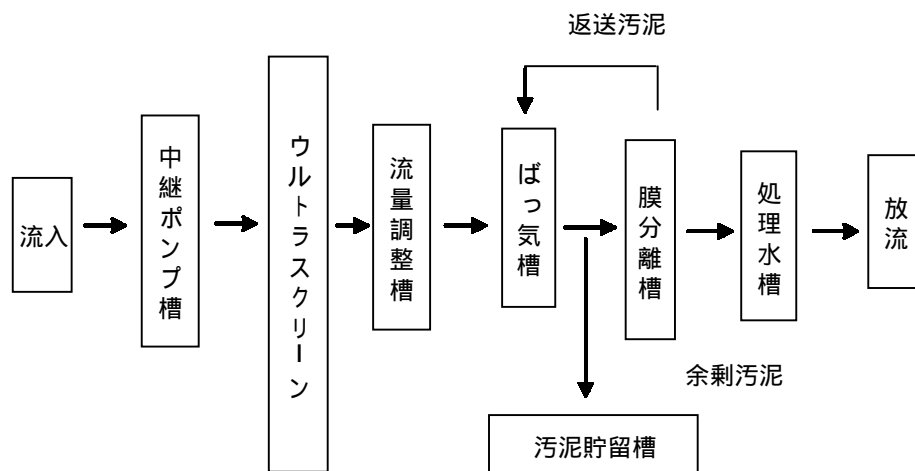 返送汚泥
流入
中継ポンプ槽
ウルトラスクリーン
流量調整槽
ばっ気槽
膜分離槽
処理水槽
放流
余剰汚泥
汚泥貯留槽